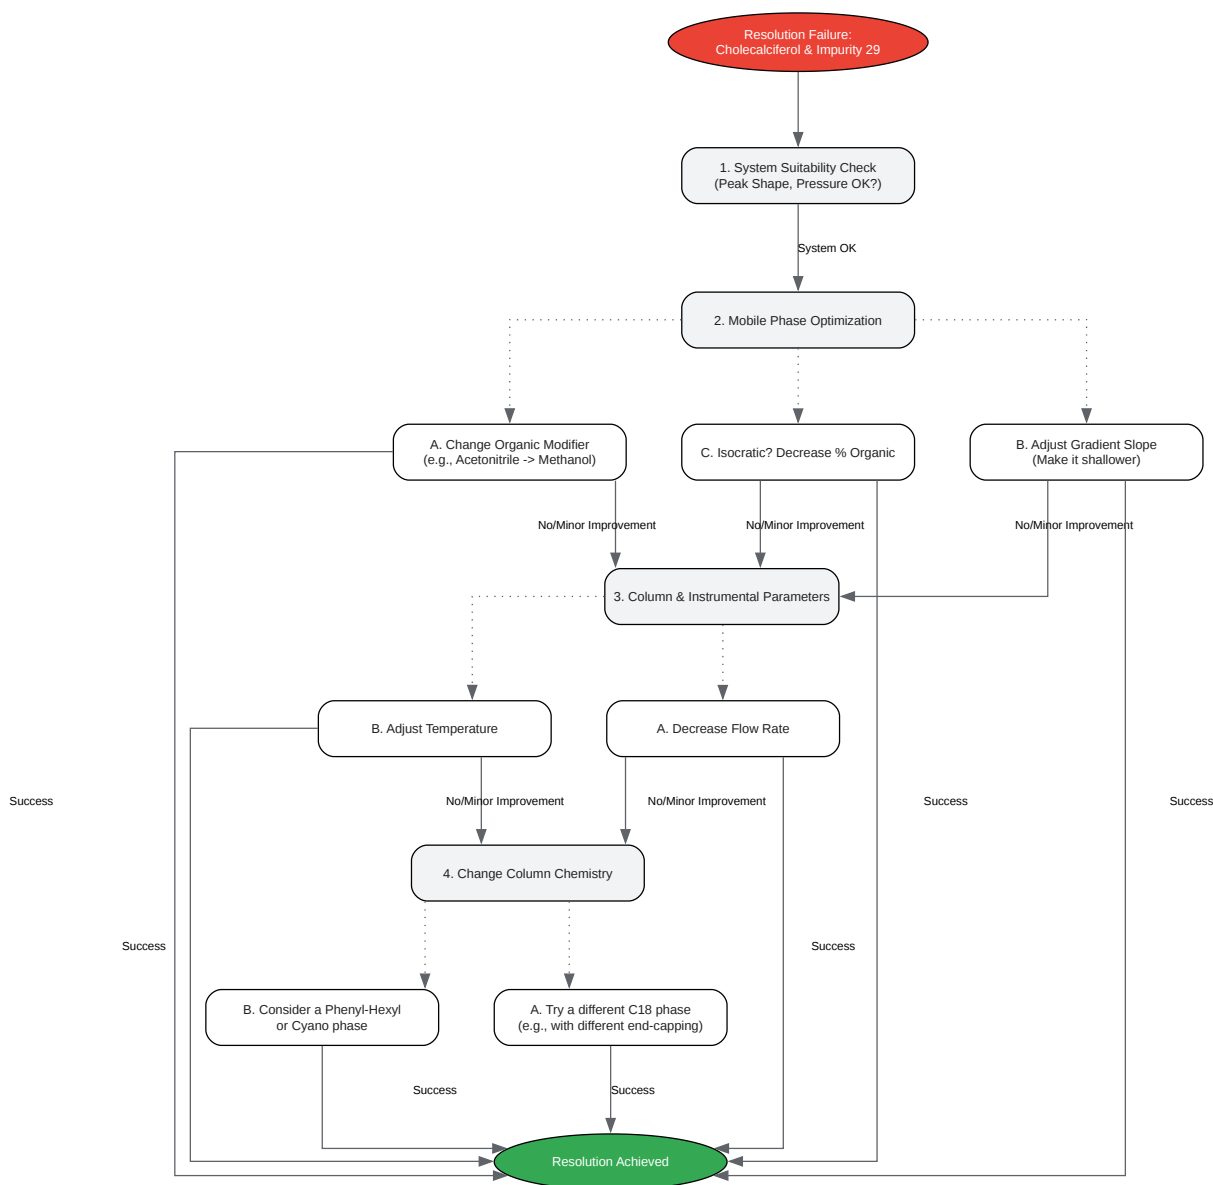 Resolution Failure:
Cholecalciferol & Impurity 29
1. System Suitability Check
(Peak Shape, Pressure OK?)
System OK
2. Mobile Phase Optimization
A. Change Organic Modifier
(e.g., Acetonitrile -> Methanol)
C. Isocratic? Decrease % Organic
B. Adjust Gradient Slope
(Make it shallower)
No/Minor Improvement
No/Minor Improvement
No/Minor Improvement
3. Column & Instrumental Parameters
B. Adjust Temperature
A. Decrease Flow Rate
Success
No/Minor Improvement
No/Minor Improvement
Success
Success
4. Change Column Chemistry
Success
Success
B. Consider a Phenyl-Hexyl
or Cyano phase
A. Try a different C18 phase
(e.g., with different end-capping)
Success
Success
Resolution Achieved